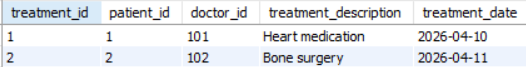 treatment_id patient_id doctor_id treatment_description treatment_date
1 1 101 Heart medication 2026-04-10
2 2 102 Bone surgery 2026-04-11